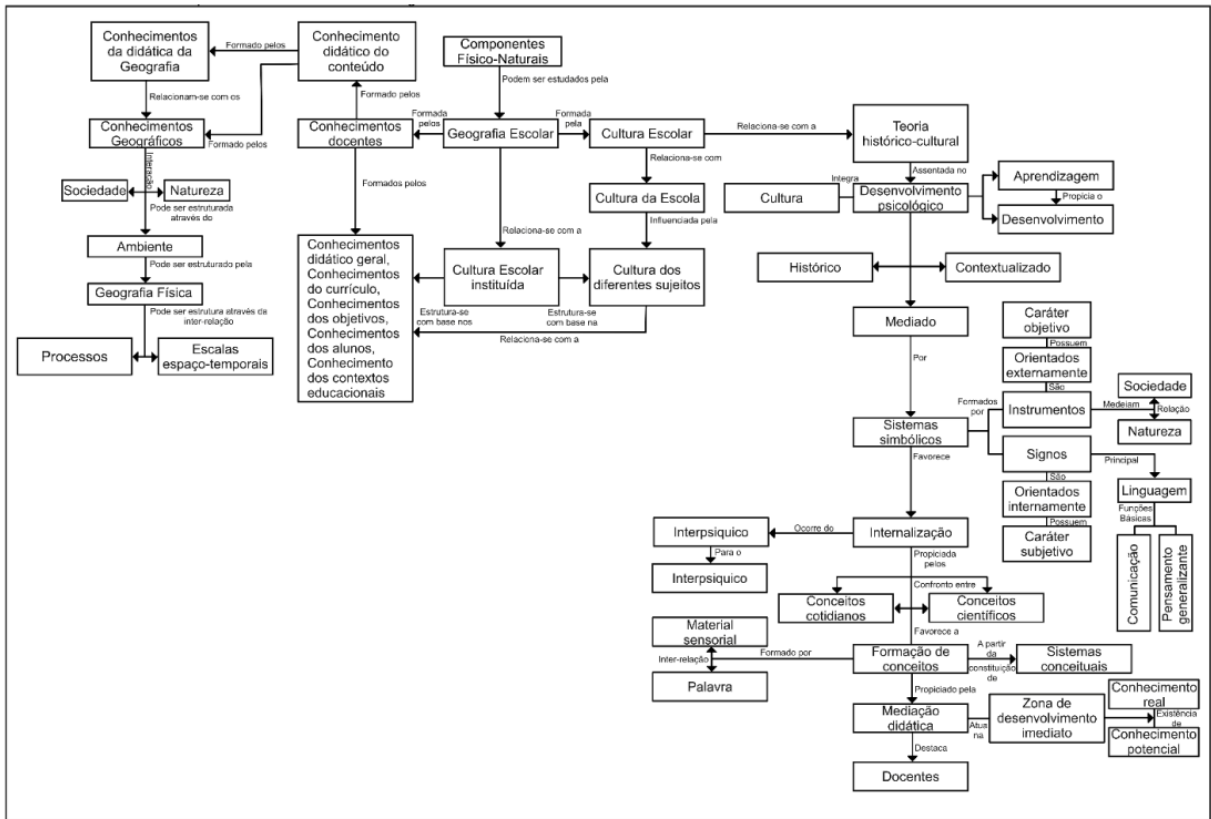 Conhecimentos
da didática da
Geografia
Formado pelos
Conhecimento
didático do
conteúdo
Componentes
Físico-Naturais
Podem ser estudados pela
Relacionam-se com os
Formado pelos
Conhecimentos
Geográficos
Formado pelos
Conhecimentos
docentes
Formada
pelos
Geografia Escolar
Formada
pela
Cultura Escolar
Relaciona-se com a
Teoria
histórico-cultural
Interação
Sociedade
Natureza
Pode ser estruturada
através do
Formados pelos
Relaciona-se com
Assentada no
Cultura
Integra
Desenvolvimento
psicológico
Aprendizagem
Propicia o
Desenvolvimento
Cultura da Escola
Influenciada pela
Relaciona-se com a
Ambiente
Pode ser estruturado pela
Geografia Física
Pode ser estrutura através da
inter-relação
Processos
Escalas
espaço-temporais
Conhecimentos
didático geral,
Conhecimentos
do currículo,
Conhecimentos
dos objetivos,
Conhecimentos
dos alunos,
Conhecimento
dos contextos
educacionais
Cultura Escolar
instituída
Cultura dos
diferentes sujeitos
Estrutura-se
com base nos
Estrutura-se
com base na
Relaciona-se com a
Histórico
Contextualizado
Mediado
Por
Caráter
objetivo
Possuem
Orientados
externamente
São
Formados
por
Instrumentos
Medeiam
Sociedade
Relação
Natureza
Sistemas
simbólicos
Favorece
Signos
Principal
São
Linguagem
Orientados
internamente
Possuem
Caráter
subjetivo
Funções
Básicas
Comunicação
Pensamento
generalizante
Interpsiquico
Ocorre do
Internalização
Para o
Interpsiquico
Propiciada
pelos
Confronto entre
Conceitos
cotidianos
Conceitos
científicos
Favorece a
Material
sensorial
Inter-relação
Formado por
Palavra
Formação de
conceitos
A partir
da
constituição
de
Sistemas
conceituais
Propiciado pela
Mediação
didática
Atua
na
Zona de
desenvolvimento
imediato
Conhecimento
real
Existência
de
Conhecimento
potencial
Destaca
Docentes